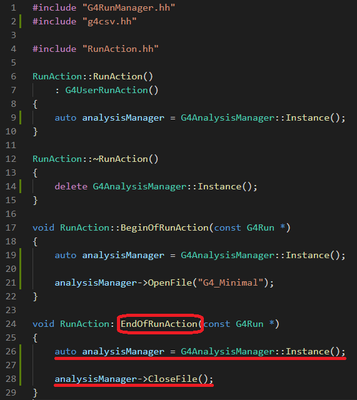 1 #include "G4RunManager.hh"
2 #include "g4csv.hh"
3
4 #include "RunAction.hh"
5
6 RunAction::RunAction()
7 : G4UserRunAction()
8 {
9 auto analysisManager = G4AnalysisManager::Instance();
10 }
11
12 RunAction::~RunAction()
13 {
14 delete G4AnalysisManager::Instance();
15 }
16
17 void RunAction::BeginOfRunAction(const G4Run *)
18 {
19 auto analysisManager = G4AnalysisManager::Instance();
20
21 analysisManager->OpenFile("G4_Minimal");
22 }
23
24 void RunAction::EndOfRunAction(const G4Run *)
25 {
26 auto analysisManager = G4AnalysisManager::Instance();
27
28 analysisManager->CloseFile();
29 }